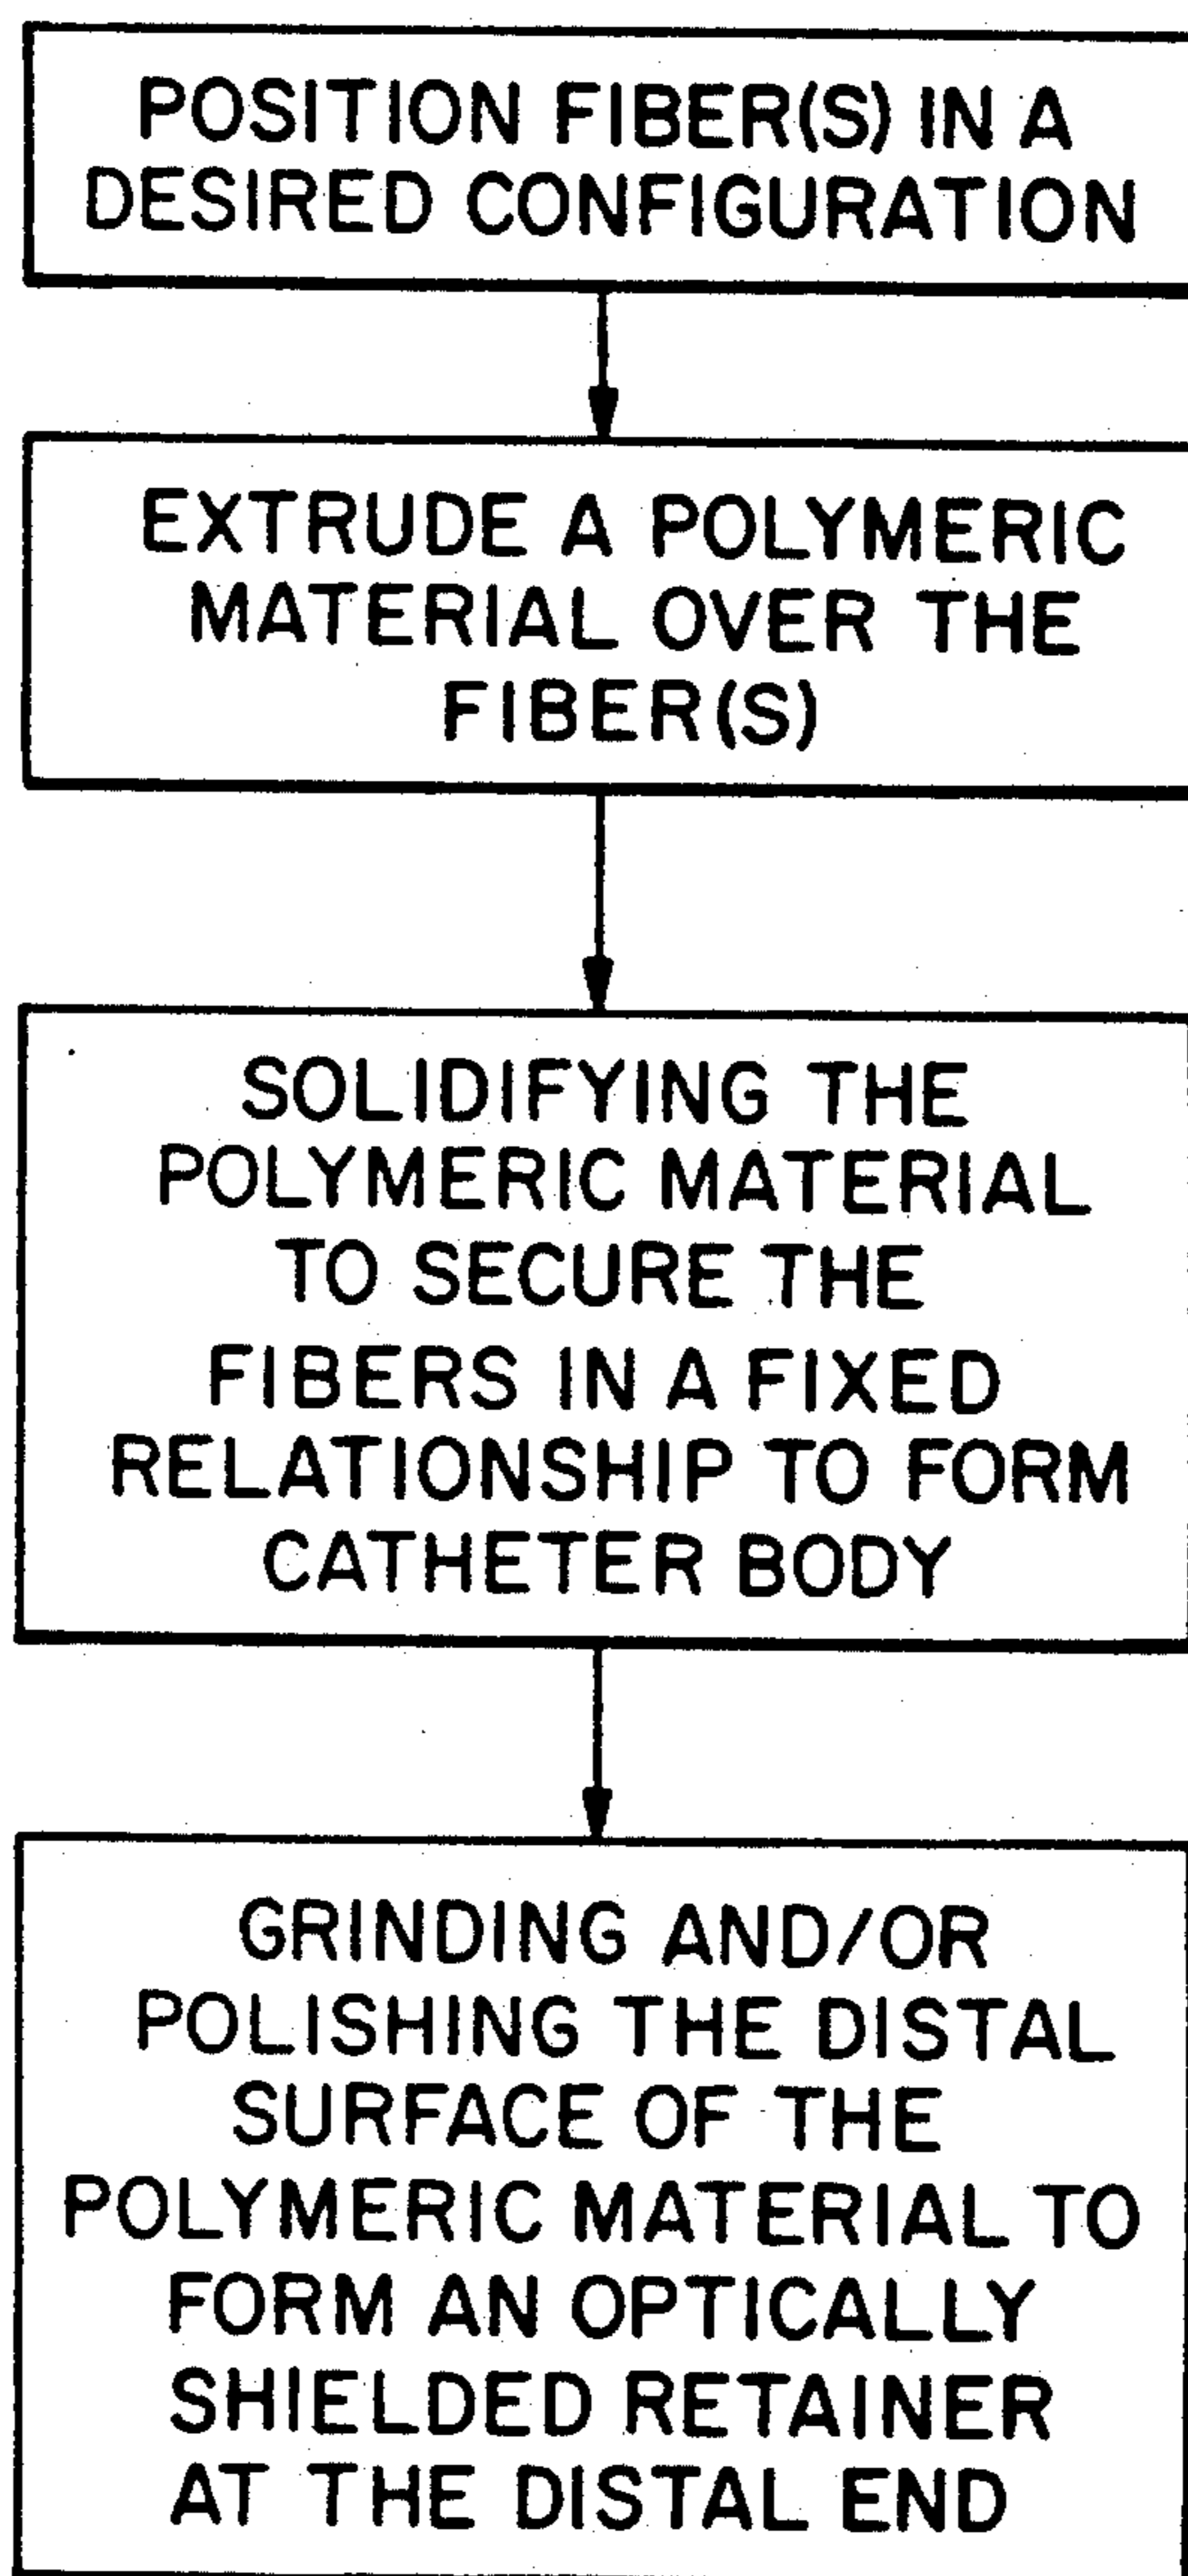 POSITION FIBER(S) IN A
DESIRED CONFIGURATION
EXTRUDE A POLYMERIC
MATERIAL OVER THE
FIBER(S)
SOLIDIFYING THE
POLYMERIC MATERIAL
TO SECURE THE
FIBERS IN A FIXED
RELATIONSHIP TO FORM
CATHETER BODY
GRINDING AND/OR
POLISHING THE DISTAL
SURFACE OF THE
POLYMERIC MATERIAL TO
FORM AN OPTICALLY
SHIELDED RETAINER
AT THE DISTAL END